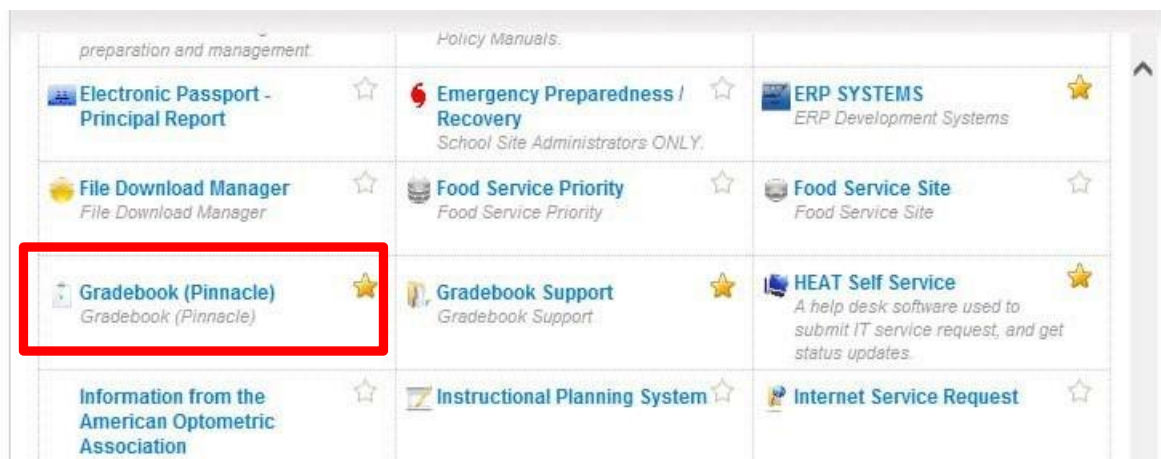 preparation and management.
Policy Manuals.
Electronic Passport -
Principal Report
Emergency Preparedness /
Recovery
School Site Administrators ONLY.
ERP SYSTEMS
ERP Development Systems
File Download Manager
File Download Manager
Food Service Priority
Food Service Priority
Food Service Site
Food Service Site
Gradebook (Pinnacle)
Gradebook (Pinnacle)
Gradebook Support
Gradebook Support
HEAT Self Service
A help desk software used to
submit IT service request, and get
status updates.
Information from the
American Optometric
Association
Instructional Planning System
Internet Service Request